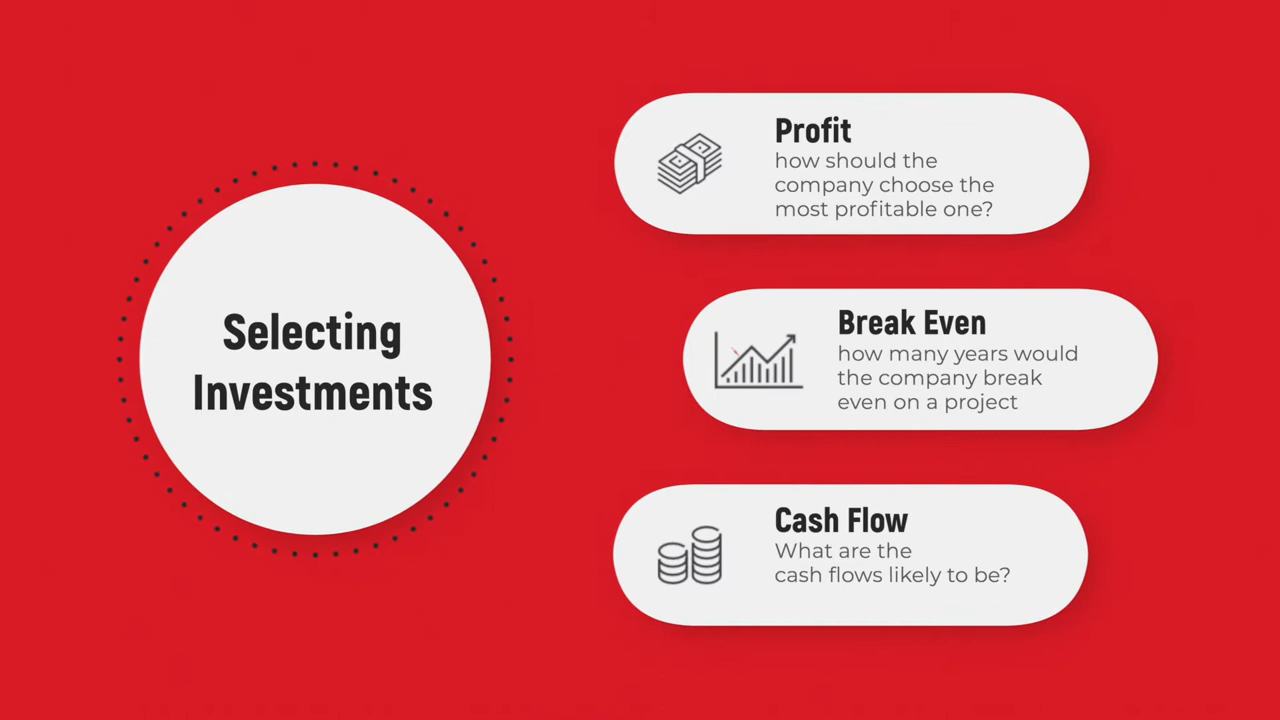 Selecting
Investments
Profit
how should the
company choose the
most profitable one?
Break Even
how many years would
the company break
even on a project
Cash Flow
What are the
cash flows likely to be?